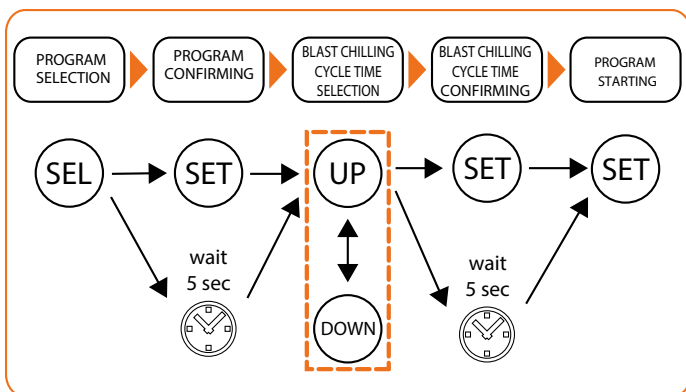 PROGRAM
SELECTION
PROGRAM
CONFIRMING
BLAST CHILLING
CYCLE TIME
SELECTION
BLAST CHILLING
CYCLE TIME
CONFIRMING
PROGRAM
STARTING
SEL
SET
UP
SET
SET
wait
5 sec
DOWN
wait
5 sec